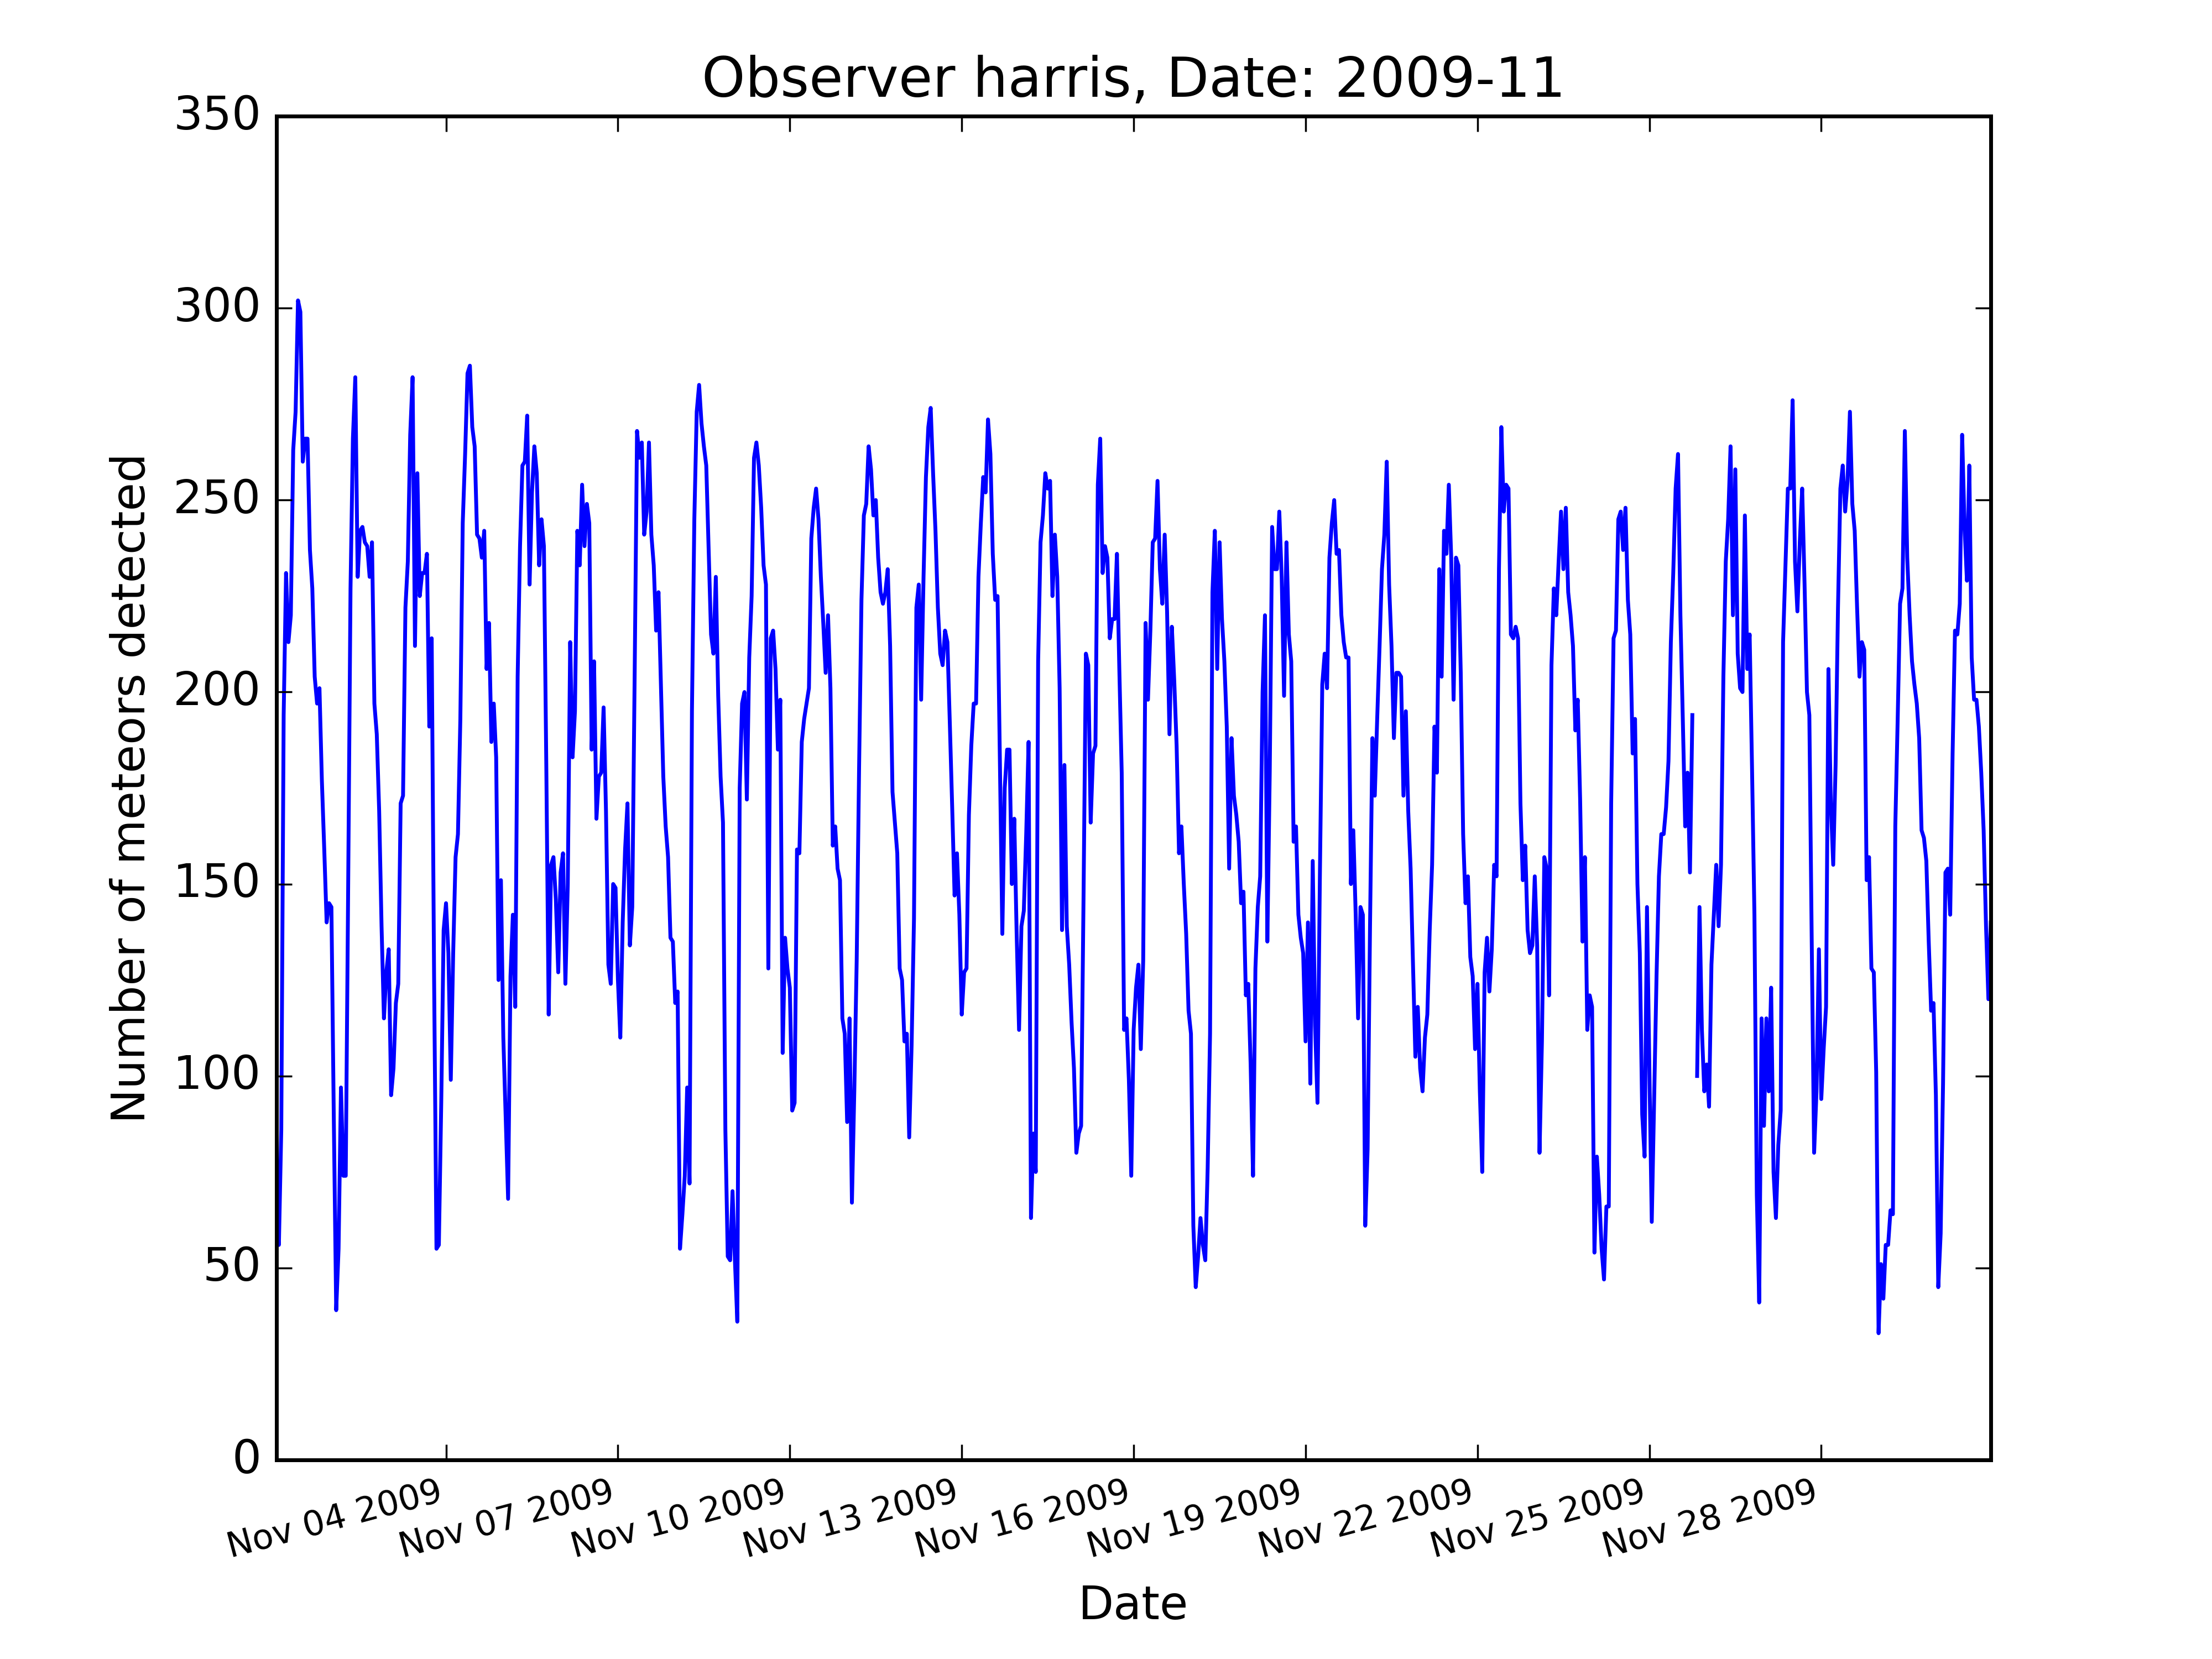 Observer harris, Date: 2009-11
350
300
250
200
150
100
50
0
Number of meteors detected
Nov 04 2009
Nov 07 2009
Nov 10 2009
Nov 13 2009
Nov 16 2009
Nov 19 2009
Nov 22 2009
Nov 25 2009
Nov 28 2009
Date